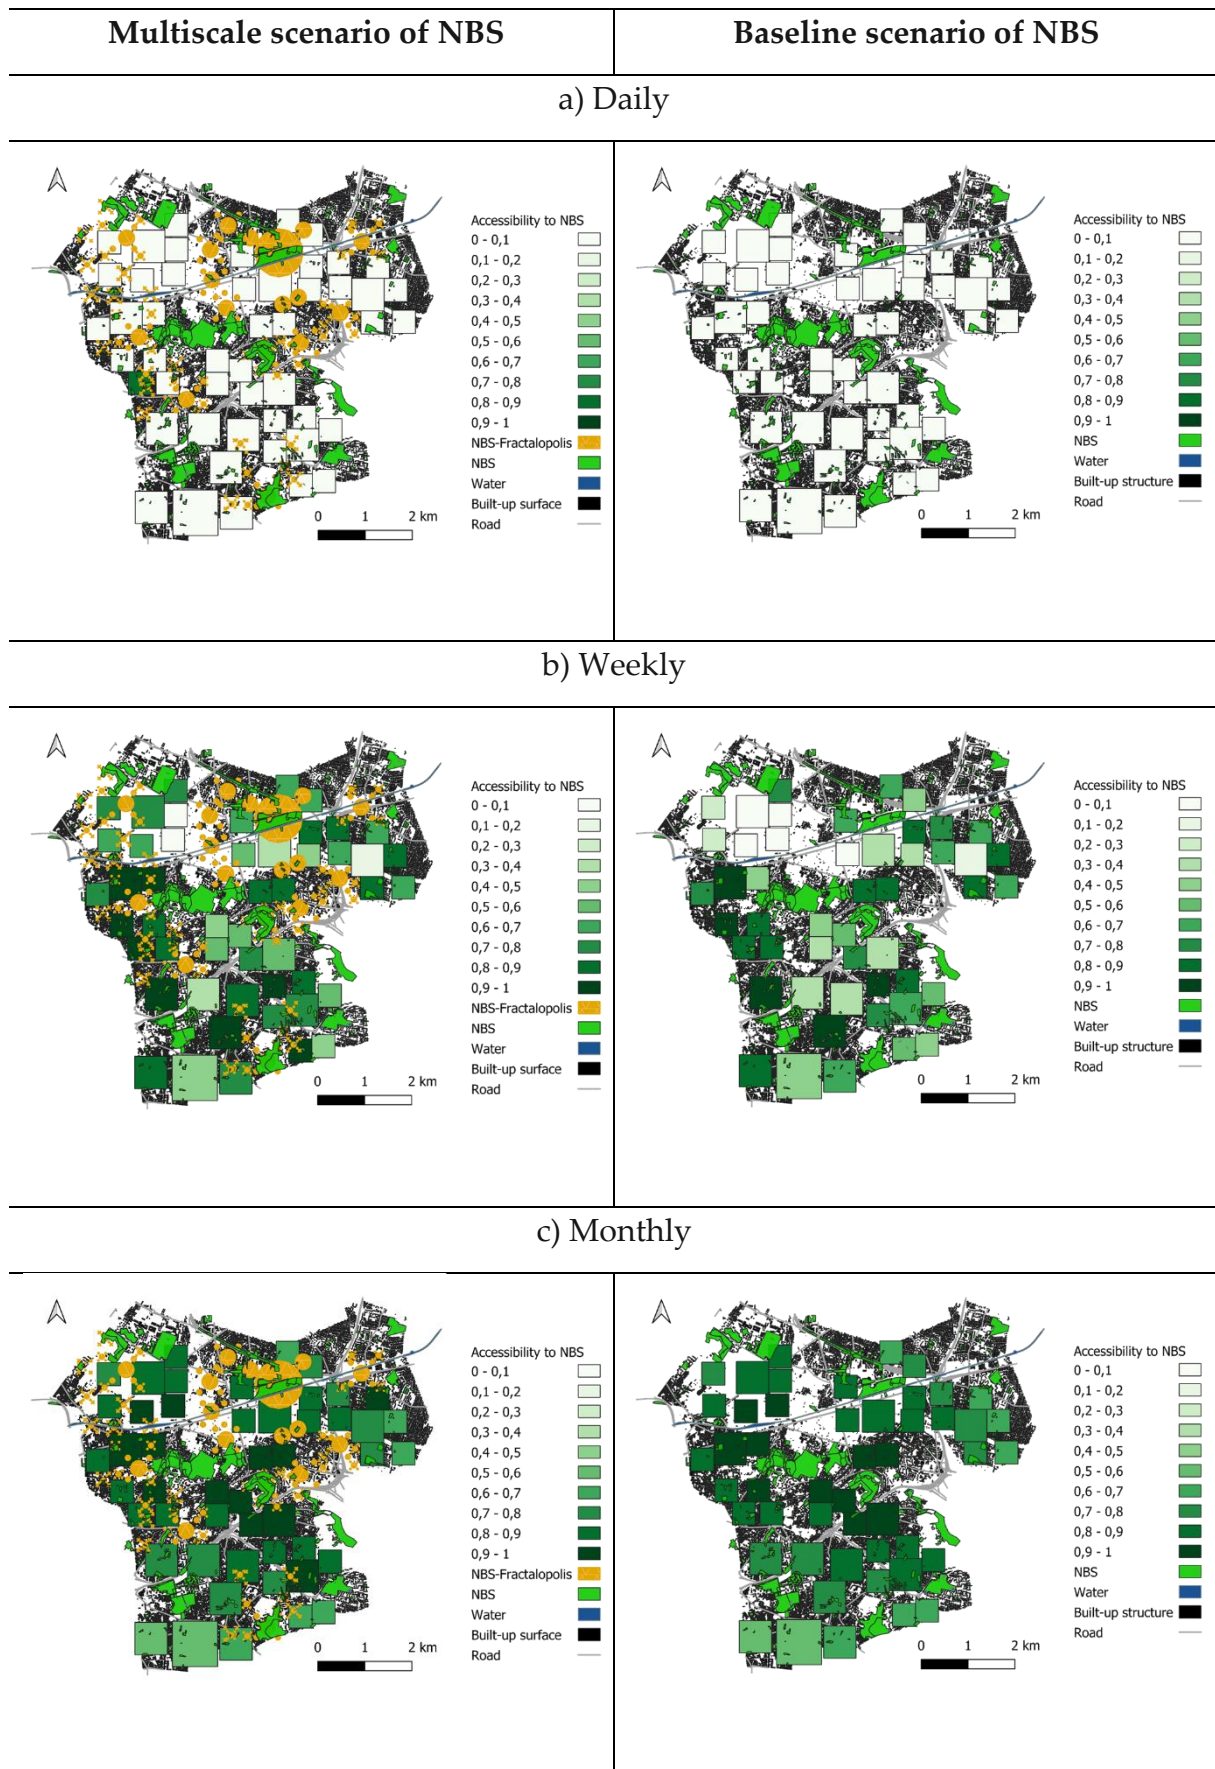 Multiscale scenario of NBS
Baseline scenario of NBS
a) Daily
Accessibility to NBS
0 - 0,1
0,1 - 0,2
0,2 - 0,3
0,3 - 0,4
0,4 - 0,5
0,5 - 0,6
0,6 - 0,7
0,7 - 0,8
0,8 - 0,9
0,9 - 1
NBS-Fractalopolis
NBS
Water
Built-up surface
Road
0 1 2 km
Accessibility to NBS
0 - 0,1
0,1 - 0,2
0,2 - 0,3
0,3 - 0,4
0,4 - 0,5
0,5 - 0,6
0,6 - 0,7
0,7 - 0,8
0,8 - 0,9
0,9 - 1
NBS
Water
Built-up structure
Road
0 1 2 km
b) Weekly
Accessibility to NBS
0 - 0,1
0,1 - 0,2
0,2 - 0,3
0,3 - 0,4
0,4 - 0,5
0,5 - 0,6
0,6 - 0,7
0,7 - 0,8
0,8 - 0,9
0,9 - 1
NBS-Fractalopolis
NBS
Water
Built-up surface
Road
0 1 2 km
Accessibility to NBS
0 - 0,1
0,1 - 0,2
0,2 - 0,3
0,3 - 0,4
0,4 - 0,5
0,5 - 0,6
0,6 - 0,7
0,7 - 0,8
0,8 - 0,9
0,9 - 1
NBS
Water
Built-up structure
Road
0 1 2 km
c) Monthly
Accessibility to NBS
0 - 0,1
0,1 - 0,2
0,2 - 0,3
0,3 - 0,4
0,4 - 0,5
0,5 - 0,6
0,6 - 0,7
0,7 - 0,8
0,8 - 0,9
0,9 - 1
NBS-Fractalopolis
NBS
Water
Built-up surface
Road
0 1 2 km
Accessibility to NBS
0 - 0,1
0,1 - 0,2
0,2 - 0,3
0,3 - 0,4
0,4 - 0,5
0,5 - 0,6
0,6 - 0,7
0,7 - 0,8
0,8 - 0,9
0,9 - 1
NBS
Water
Built-up structure
Road
0 1 2 km